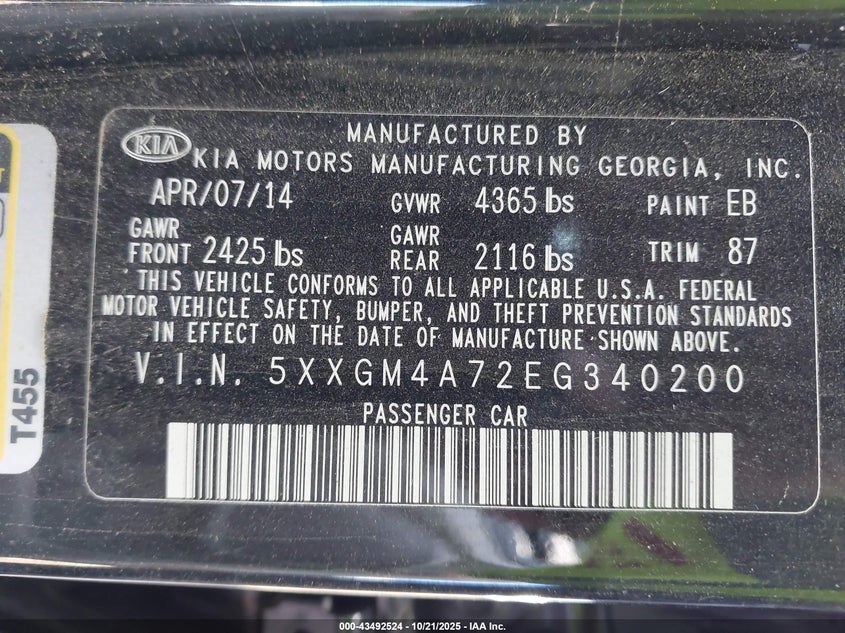 MANUFACTURED BY
KIA KIA MOTORS MANUFACTURING GEORGIA, INC.
APR/07/14 GVWR 4365 lbs PAINT EB
GAWR FRONT 2425 lbs GAWR REAR 2116 lbs TRIM 87
THIS VEHICLE CONFORMS TO ALL APPLICABLE U.S.A. FEDERAL
MOTOR VEHICLE SAFETY, BUMPER, AND THEFT PREVENTION STANDARDS
IN EFFECT ON THE DATE OF MANUFACTURE SHOWN ABOVE.
V.I.N. 5XXGM4A72EG340200
PASSENGER CAR
T455
000-43492524 - 10/21/2025 - IAA Inc.